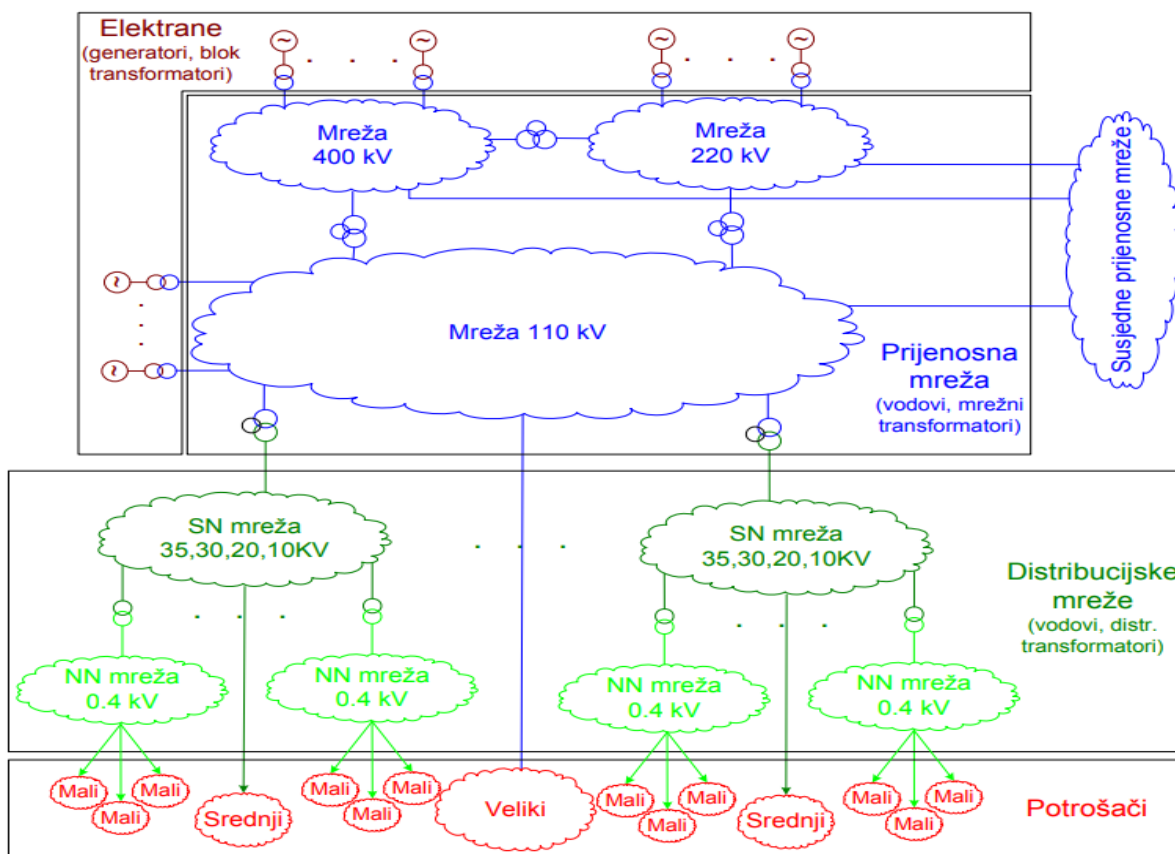 Elektrane
(generatori, blok
transformatori)
~
~
~
~
Mreža
400 kV
Mreža
220 kV
Susjedne prijenosne mreže
~
Mreža 110 kV
~
Prijenosna
mreža
(vodovi, mrežni
transformatori)
SN mreža
35,30,20,10KV
SN mreža
35,30,20,10KV
Distribucijske
mreže
(vodovi, distr.
transformatori)
NN mreža
0.4 kV
NN mreža
0.4 kV
NN mreža
0.4 kV
NN mreža
0.4 kV
Mali
Mali
Mali
Srednji
Mali
Mali
Mali
Veliki
Mali
Mali
Mali
Srednji
Mali
Mali
Mali
Potrošači